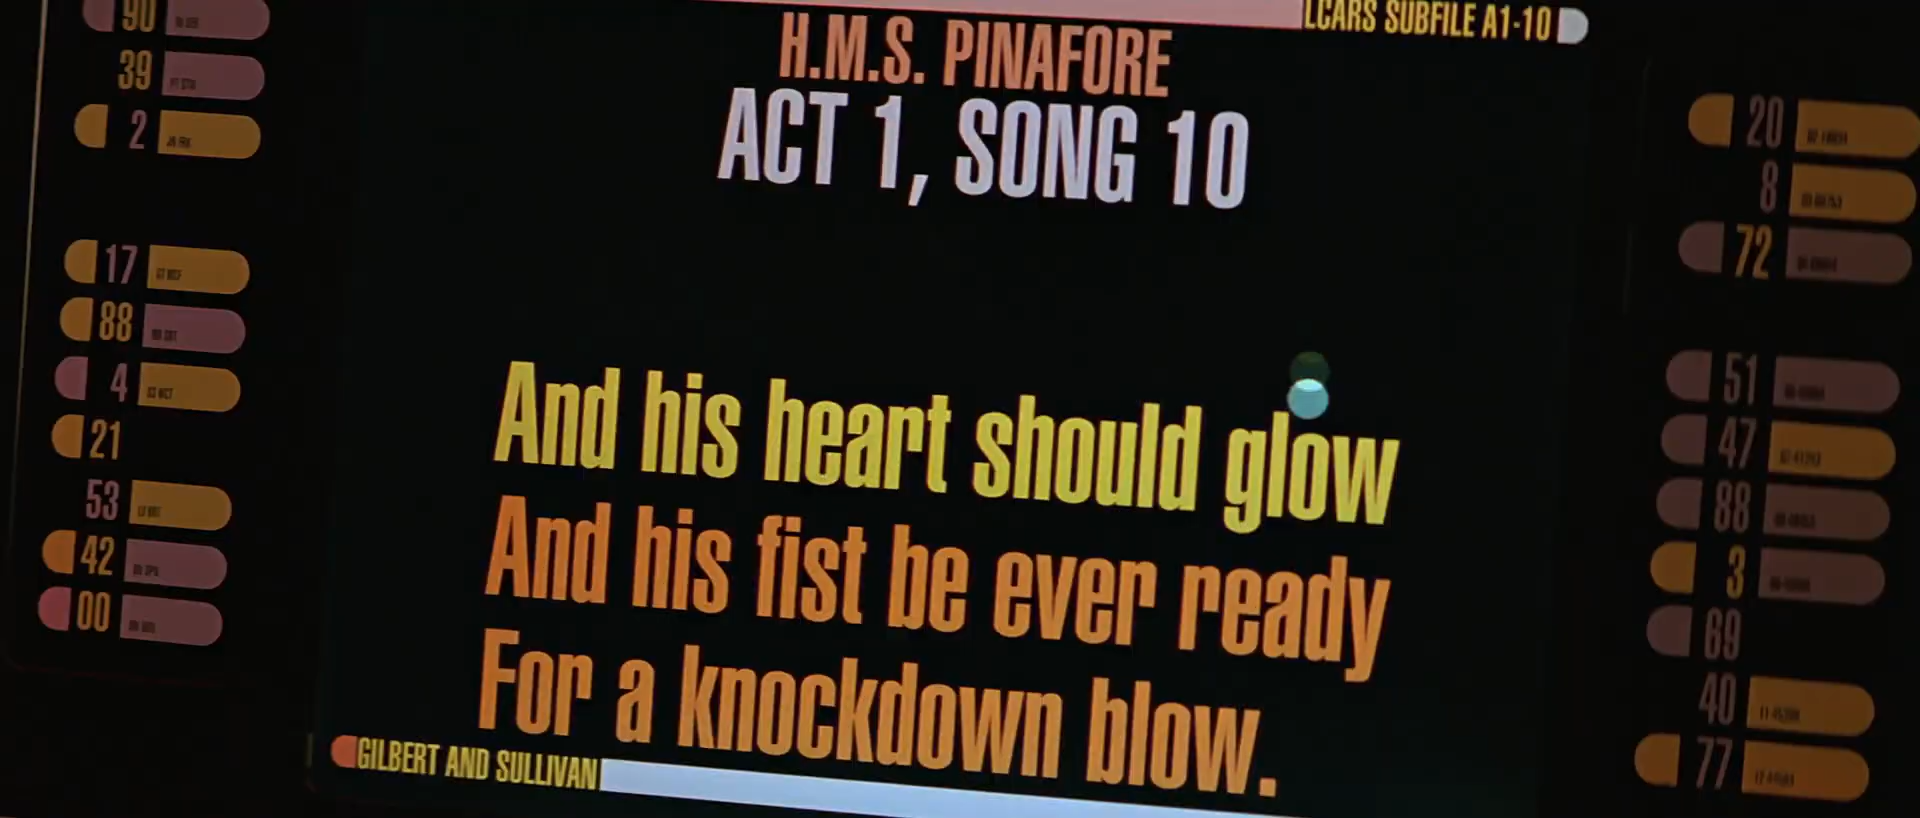 LCARS SUBFILE A1-10
H.M.S. PINAFORE
ACT 1, SONG 10
90
39
2
17
88
4
21
53
42
00
And his heart should glow
And his fist be ever ready
For a knockdown blow.
GILBERT AND SULLIVAN
20
8
72
51
47
88
3
69
40
77